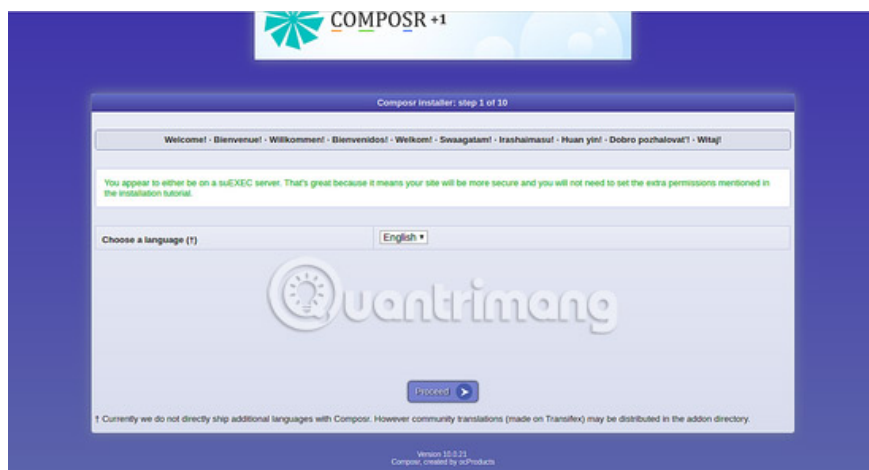 COMPOSR +1
Composr installer: step 1 of 10
Welcome! - Bienvenue! - Willkommen! - Bienvenidos! - Welkom! - Swaagatam! - Irashaimasu! - Huan yin! - Dobro pozhalovat'! - Witaj!
You appear to either be on a suEXEC server. That's great because it means your site will be more secure and you will not need to set the extra permissions mentioned in
the installation tutorial.
Choose a language (†)
English
Quantrimang
Proceed
† Currently we do not directly ship additional languages with Composr. However community translations (made on Transifex) may be distributed in the addon directory.
Version 10.0.21
Composr, created by ocProducts